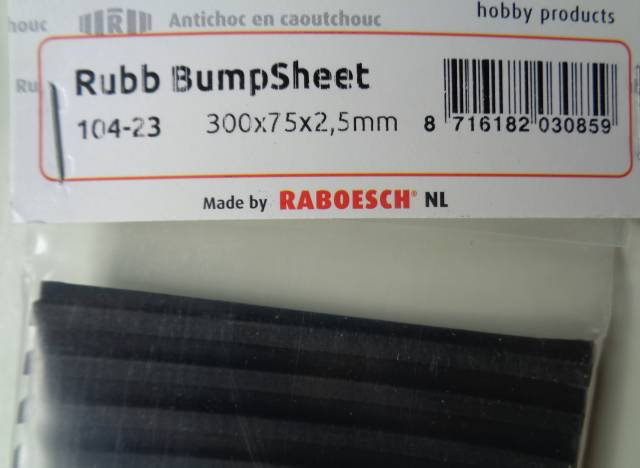 houc Antichoc en caoutchouc hobby products
Ru Rubb BumpSheet
104-23 300x75x2,5mm 8 716182 030859
Made by RABOESCH® NL